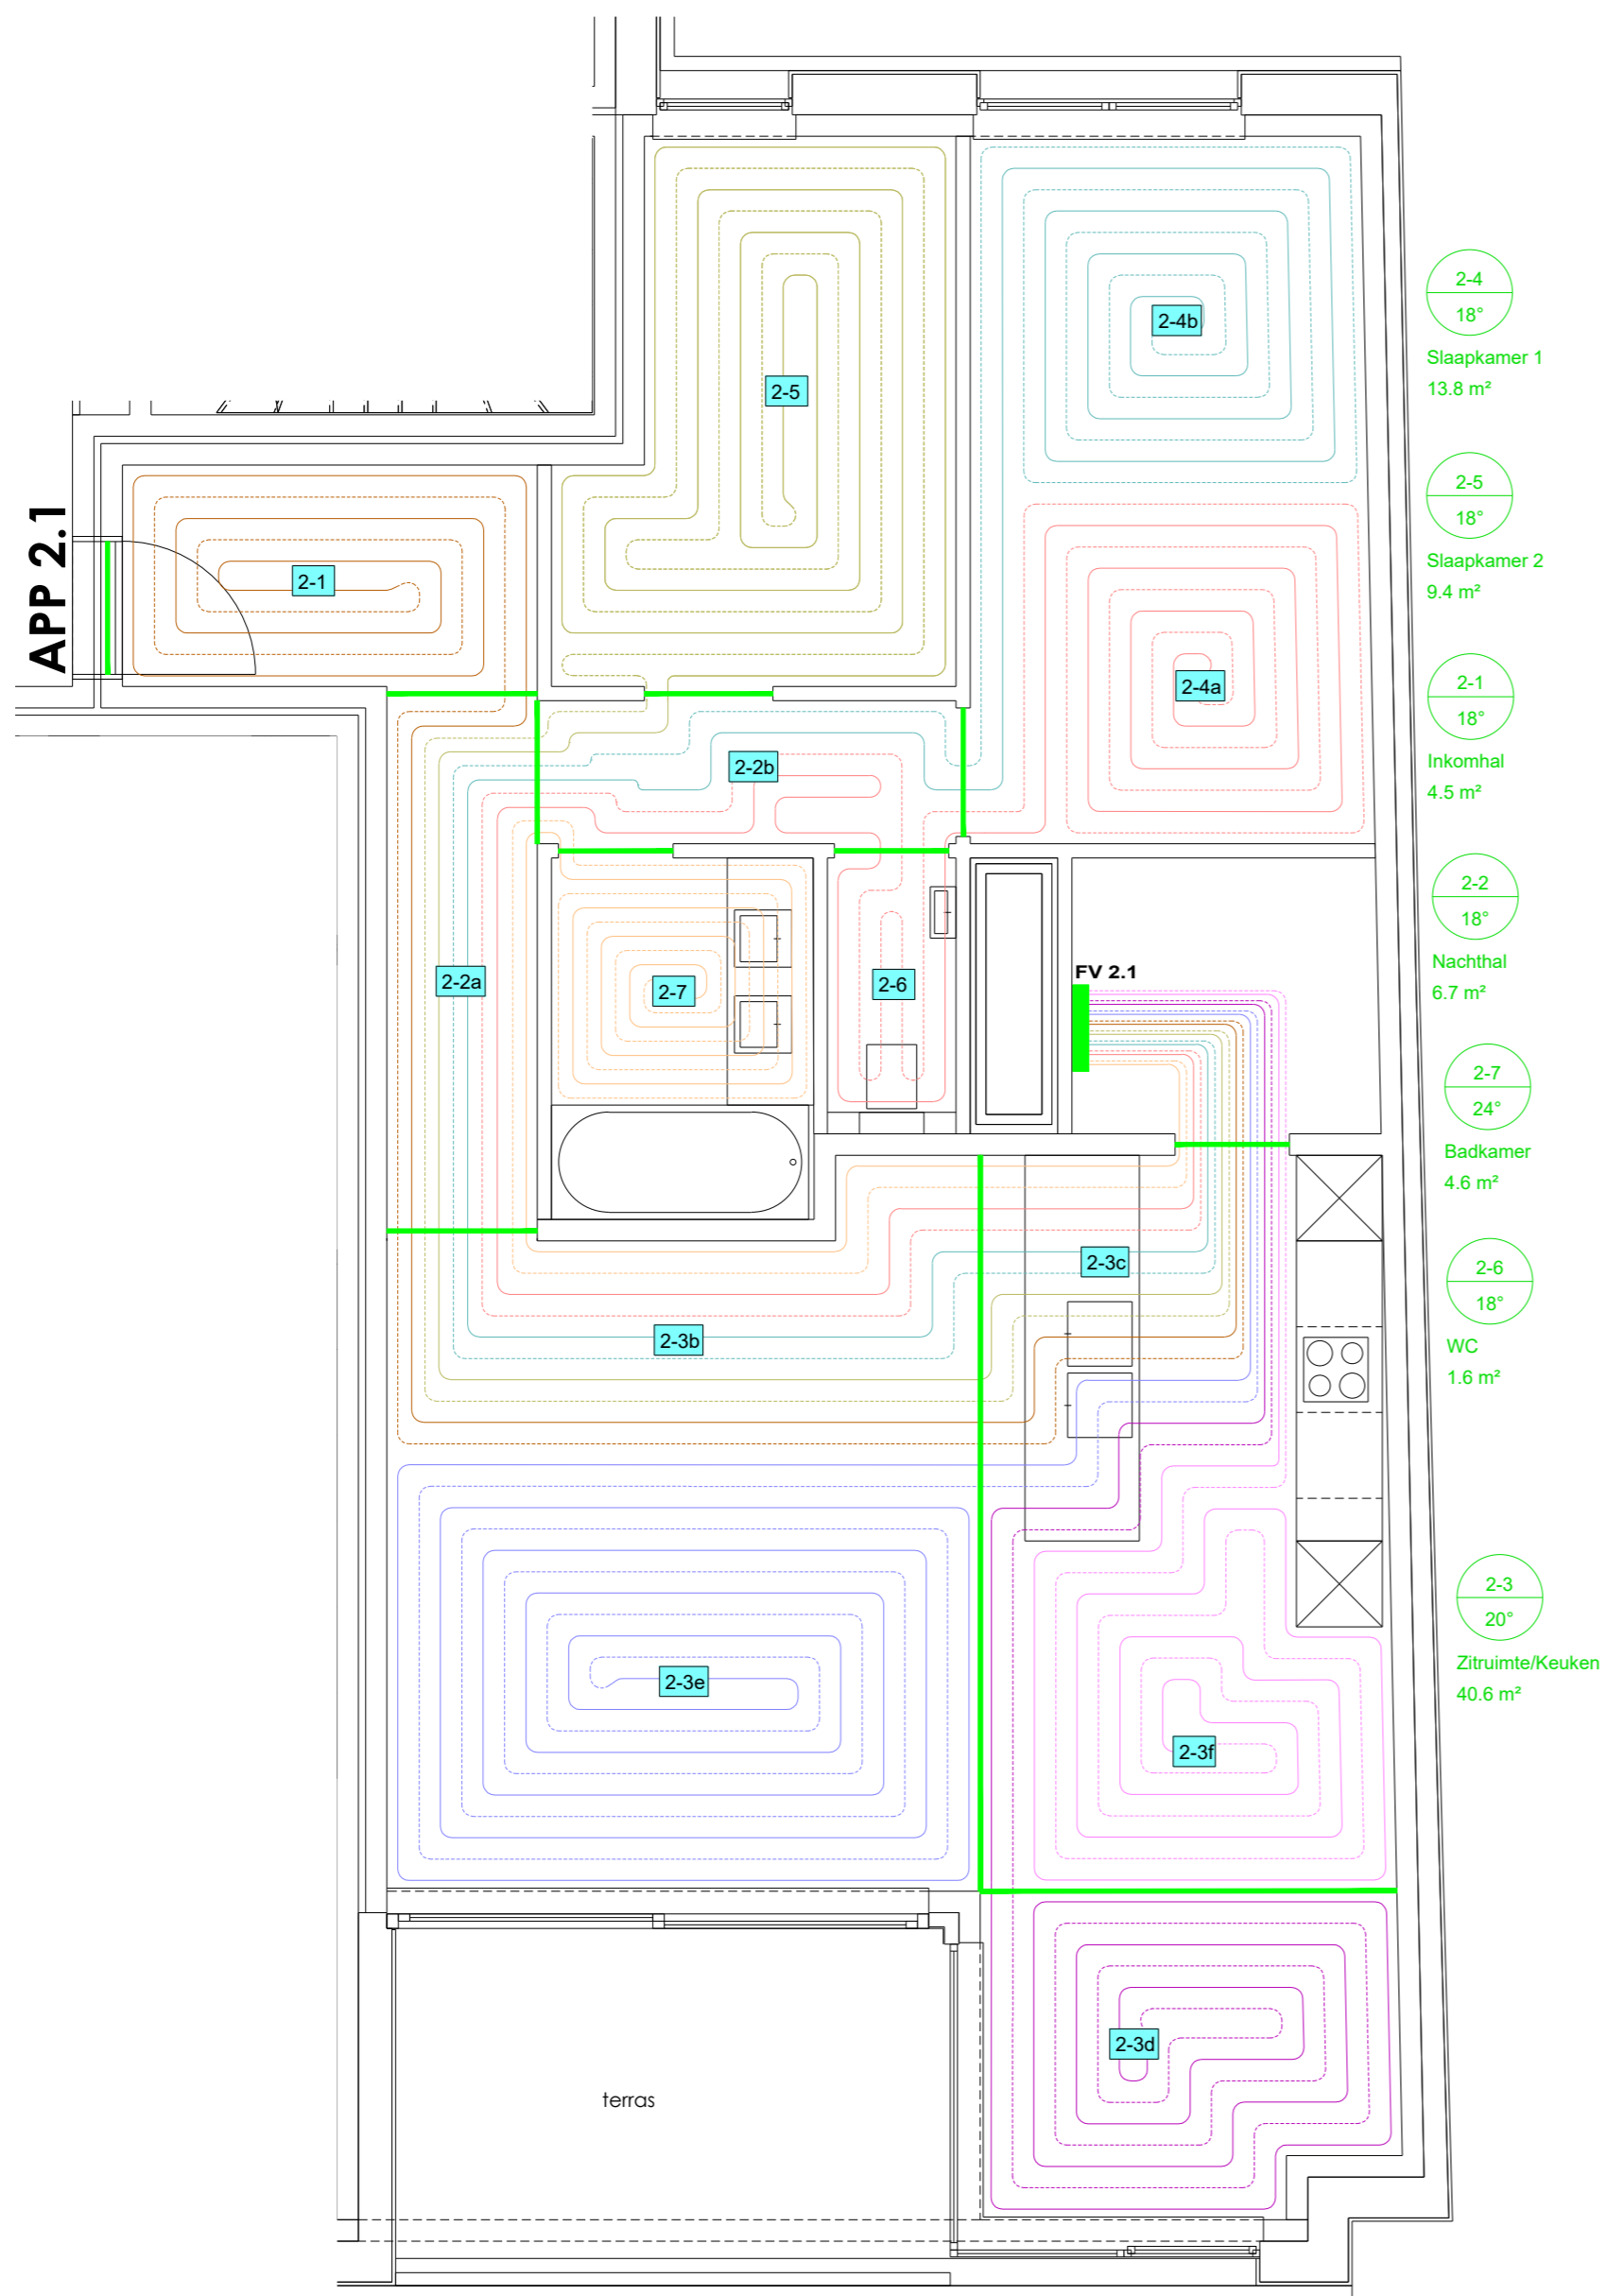 APP 2.1
2-1
2-5
2-4b
2-4a
2-2b
2-2a
2-7
2-6
FV 2.1
2-3c
2-3b
2-3e
2-3f
2-3d
terras
2-4
18°
Slaapkamer 1
13.8 m²
2-5
18°
Slaapkamer 2
9.4 m²
2-1
18°
Inkomhal
4.5 m²
2-2
18°
Nachthal
6.7 m²
2-7
24°
Badkamer
4.6 m²
2-6
18°
WC
1.6 m²
2-3
20°
Zitruimte/Keuken
40.6 m²